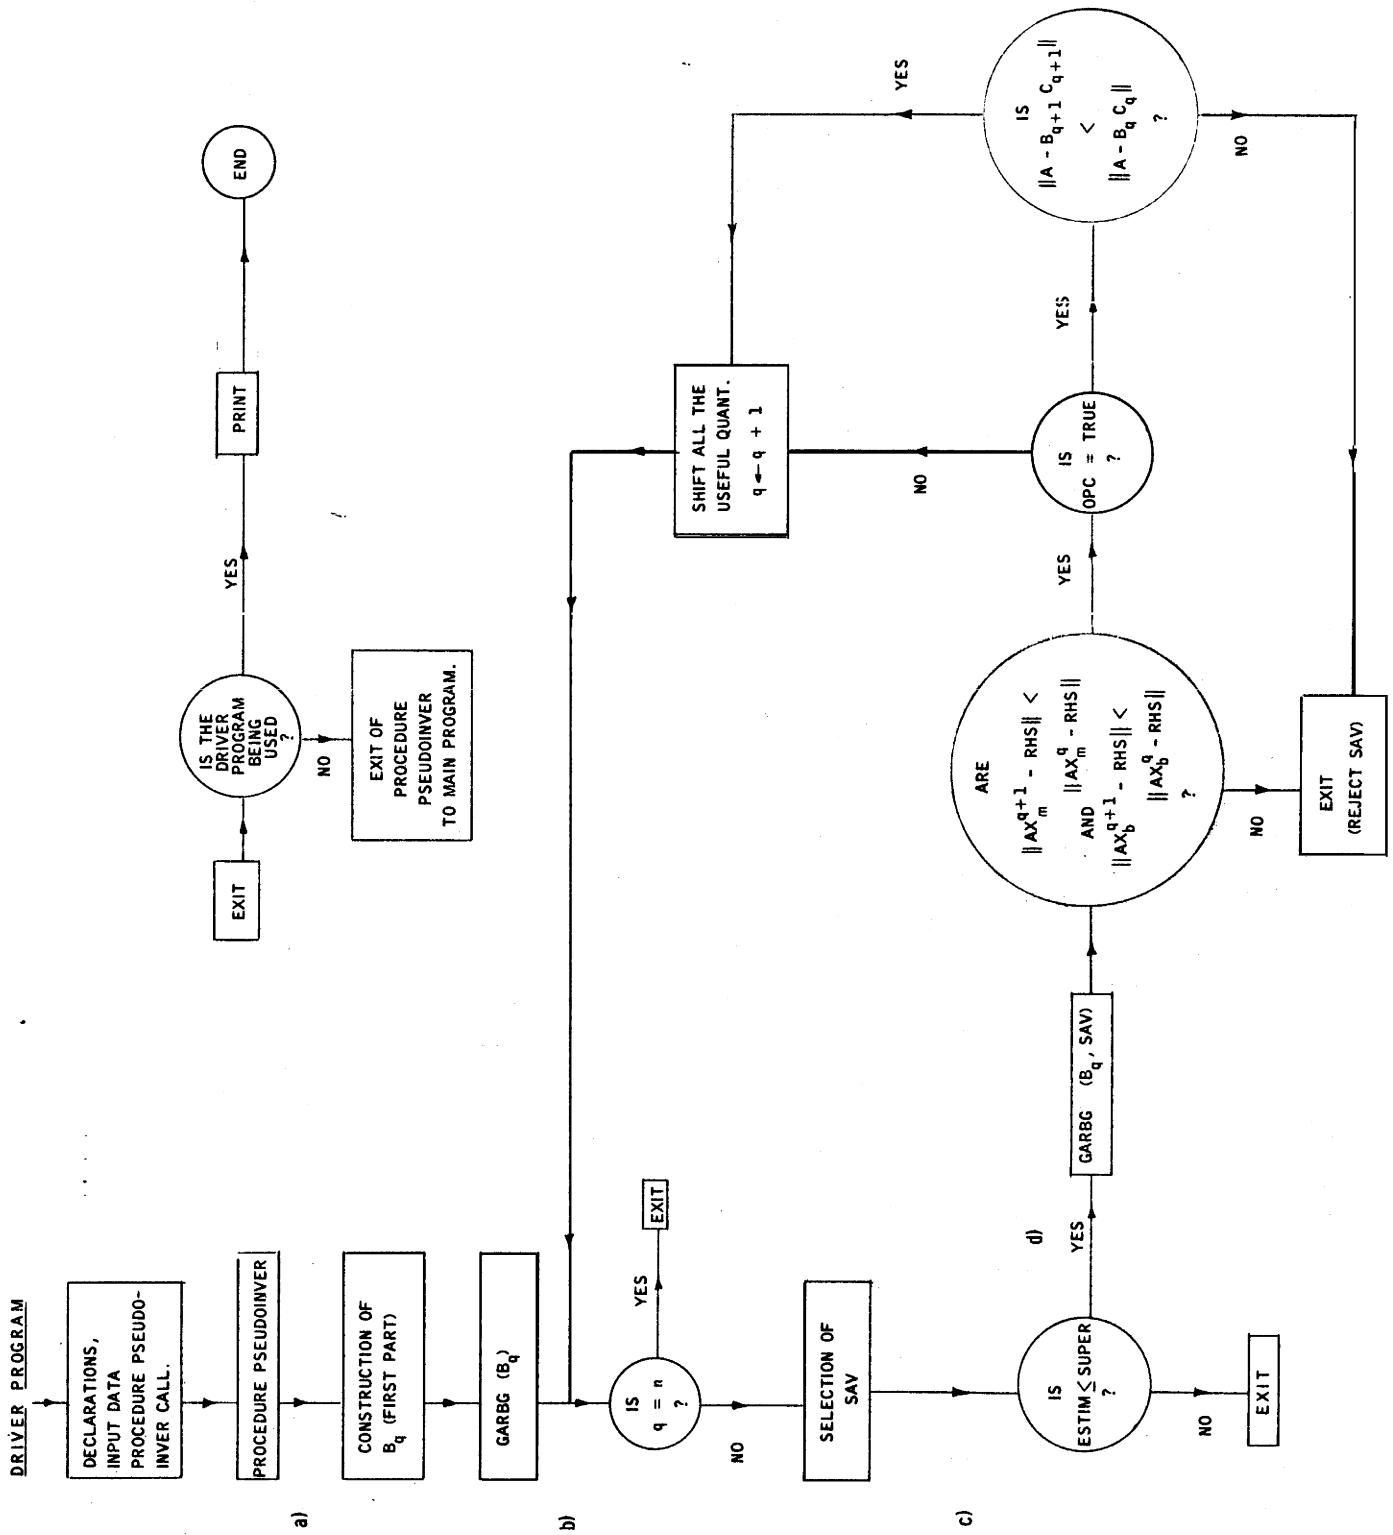 DRIVER PROGRAM
DECLARATIONS,
INPUT DATA
PROCEDURE PSEUDO-
INVER CALL.
a)
PROCEDURE PSEUDOINVER
CONSTRUCTION OF
B_q (FIRST PART)
GARBG (B_q)
b)
IS
q = n
?
YES
EXIT
NO
SELECTION OF
SAV
c)
IS
ESTIM ≤ SUPER
?
NO
EXIT
d)
YES
GARBG (B_q, SAV)
ARE
||AX_m^{q+1} - RHS|| <
||AX_m^q - RHS||
AND
||AX_b^{q+1} - RHS|| <
||AX_b^q - RHS||
?
NO
EXIT
(REJECT SAV)
YES
IS
OPC = TRUE
?
NO
SHIFT ALL THE
USEFUL QUANT.
q ← q + 1
YES
IS
||A - B_{q+1} C_{q+1}||
<
||A - B_q C_q||
?
YES
NO
EXIT
IS THE
DRIVER
PROGRAM
BEING
USED
?
NO
EXIT OF
PROCEDURE
PSEUDOINVER
TO MAIN PROGRAM.
YES
PRINT
END